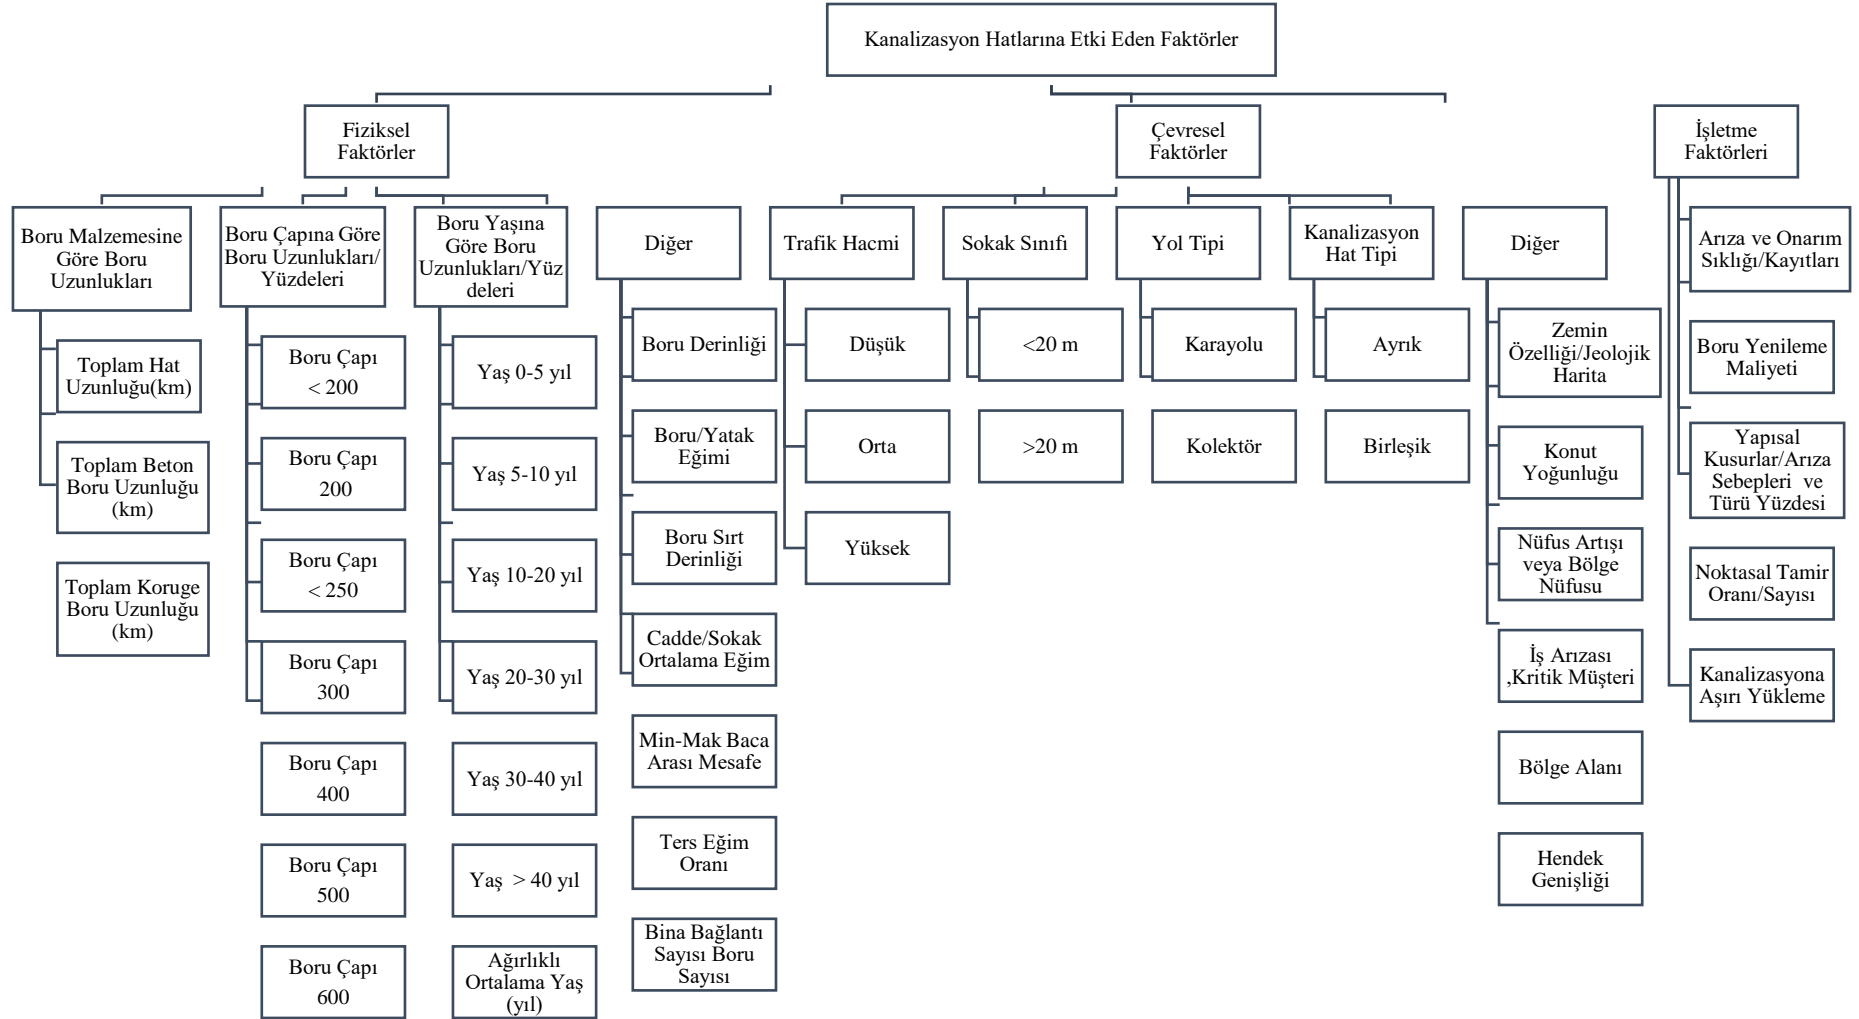 Kanalizasyon Hatlarına Etki Eden Faktörler
Fiziksel
Faktörler
Çevresel
Faktörler
İşletme
Faktörleri
Boru Malzemesine
Göre Boru
Uzunlukları
Boru Çapına Göre
Boru Uzunlukları/
Yüzdeleri
Boru Yaşına
Göre Boru
Uzunlukları/Yüz
deleri
Diğer
Trafik Hacmi
Sokak Sınıfı
Yol Tipi
Kanalizasyon
Hat Tipi
Diğer
Toplam Hat
Uzunluğu(km)
Toplam Beton
Boru Uzunluğu
(km)
Toplam Koruge
Boru Uzunluğu
(km)
Boru Çapı
< 200
Boru Çapı
200
Boru Çapı
< 250
Boru Çapı
300
Boru Çapı
400
Boru Çapı
500
Boru Çapı
600
Yaş 0-5 yıl
Yaş 5-10 yıl
Yaş 10-20 yıl
Yaş 20-30 yıl
Yaş 30-40 yıl
Yaş > 40 yıl
Ağırlıklı
Ortalama Yaş
(yıl)
Boru Derinliği
Boru/Yatak
Eğimi
Boru Sırt
Derinliği
Cadde/Sokak
Ortalama Eğim
Min-Mak Baca
Arası Mesafe
Ters Eğim
Oranı
Bina Bağlantı
Sayısı Boru
Sayısı
Düşük
Orta
Yüksek
<20 m
>20 m
Karayolu
Kolektör
Ayrık
Birleşik
Zemin
Özelliği/Jeolojik
Harita
Konut
Yoğunluğu
Nüfus Artışı
veya Bölge
Nüfusu
İş Arızası
,Kritik Müşteri
Bölge Alanı
Hendek
Genişliği
Arıza ve Onarım
Sıklığı/Kayıtları
Boru Yenileme
Maliyeti
Yapısal
Kusurlar/Arıza
Sebepleri ve
Türü Yüzdesi
Noktasal Tamir
Oranı/Sayısı
Kanalizasyona
Aşırı Yükleme